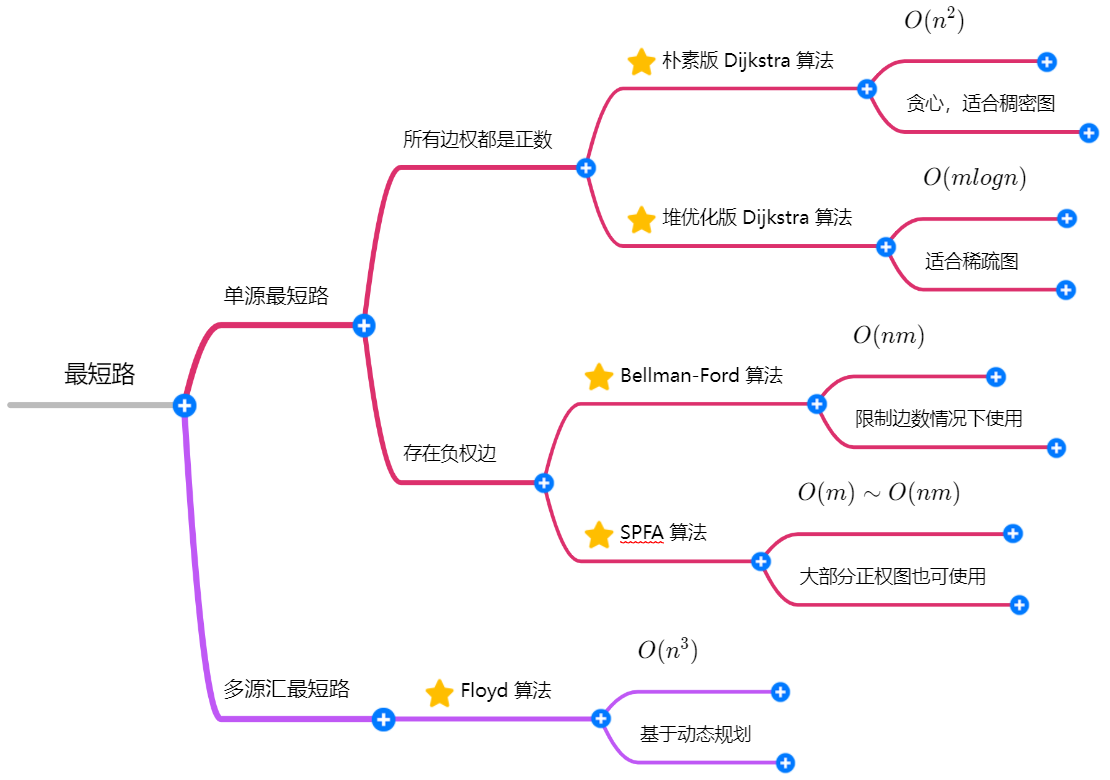 最短路
单源最短路
所有边权都是正数
朴素版 Dijkstra 算法
O(n²)
贪心，适合稠密图
堆优化版 Dijkstra 算法
O(mlogn)
适合稀疏图
存在负权边
Bellman-Ford 算法
O(nm)
限制边数情况下使用
SPFA 算法
O(m) ~ O(nm)
大部分正权图也可使用
多源汇最短路
Floyd 算法
O(n³)
基于动态规划